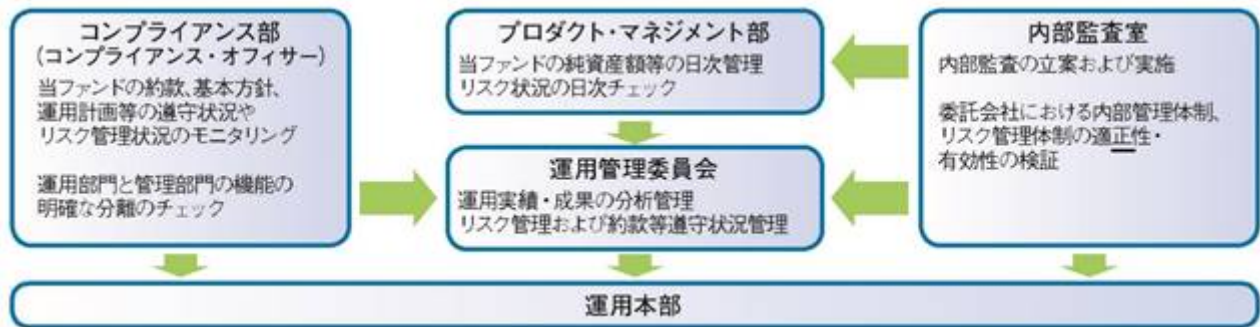 コンプライアンス部
(コンプライアンス・オフィサー)
当ファンドの約款、基本方針、
運用計画等の遵守状況や
リスク管理状況のモニタリング
運用部門と管理部門の機能の
明確な分離のチェック
プロダクト・マネジメント部
当ファンドの純資産額等の日次管理
リスク状況の日次チェック
運用管理委員会
運用実績・成果の分析管理
リスク管理および約款等遵守状況管理
内部監査室
内部監査の立案および実施
委託会社における内部管理体制、
リスク管理体制の適正性・
有効性の検証
運用本部